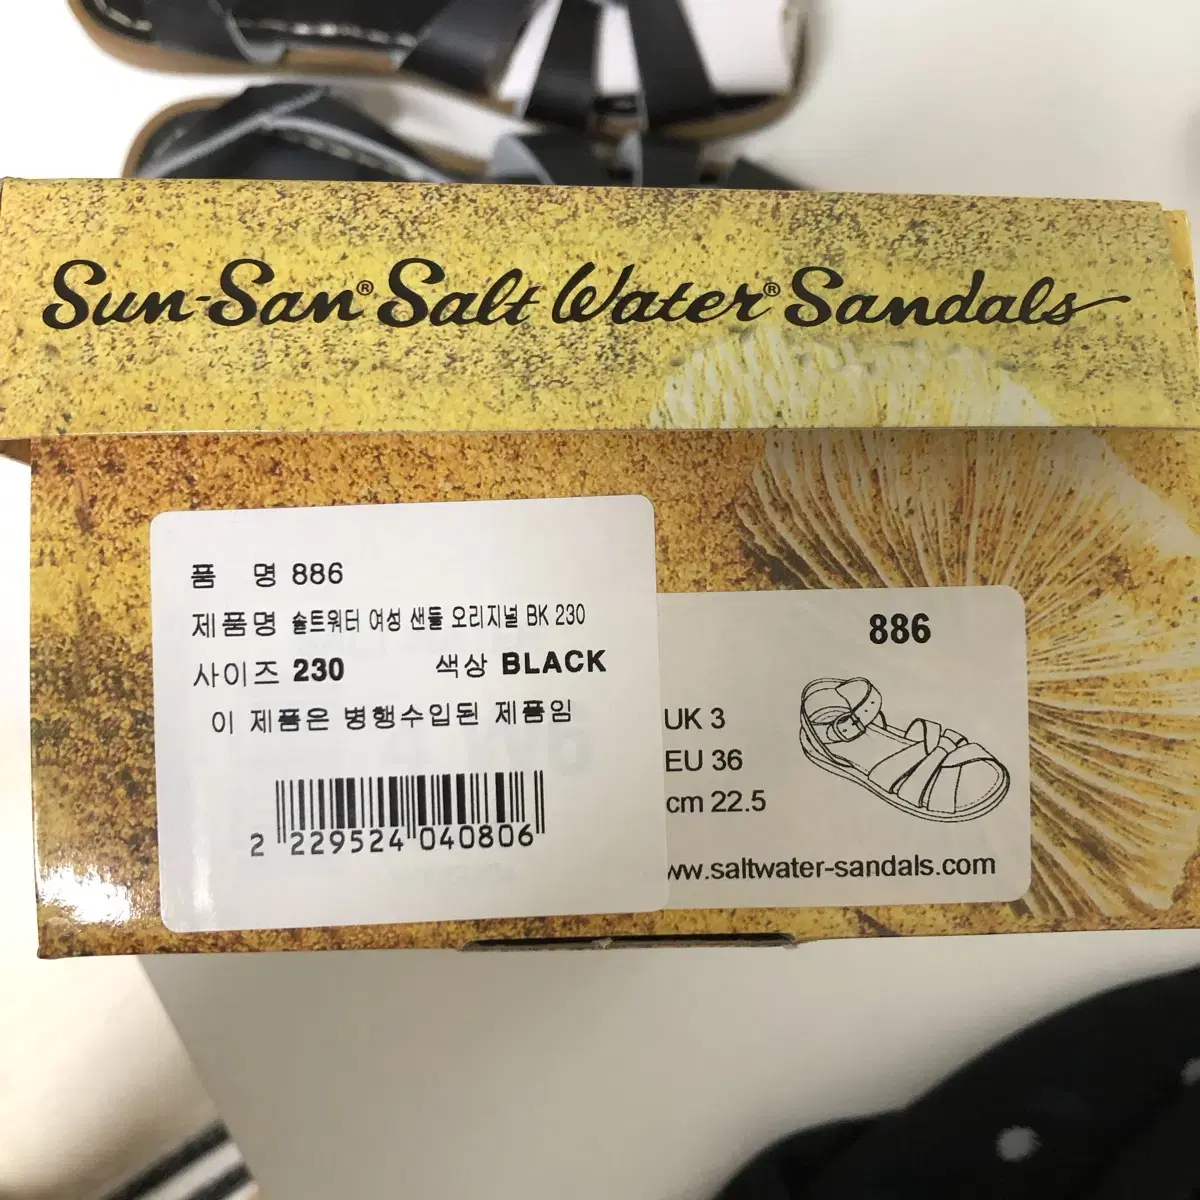 Sun-San® Salt Water® Sandals
품 명 886
제품명 솔트워터 여성 샌들 오리지널 BK 230
사이즈 230 색상 BLACK
이 제품은 병행수입된 제품임
2 229524 040806
886
UK 3
EU 36
cm 22.5
ww.saltwater-sandals.com